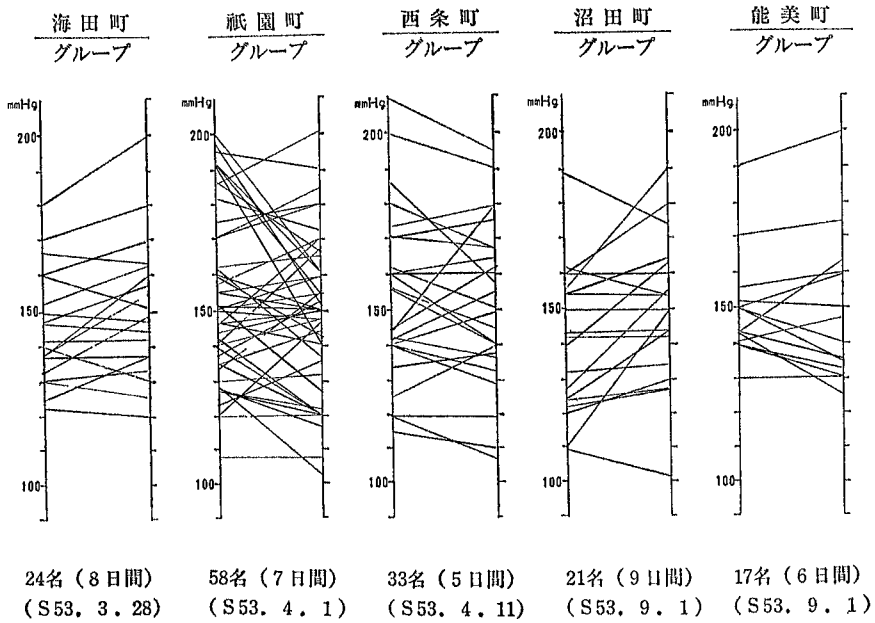 海田町 祇園町 西条町 沼田町 能美町
グループ グループ グループ グループ グループ
mmHg mmHg mmHg mmHg mmHg
200 200 200 200 200
150 150 150 150 150
100 100 100 100 100
24名（8日間） 58名（7日間） 33名（5日間） 21名（9日間） 17名（6日間）
（S53．3．28） （S53．4．1） （S53．4．11） （S53．9．1） （S53．9．1）